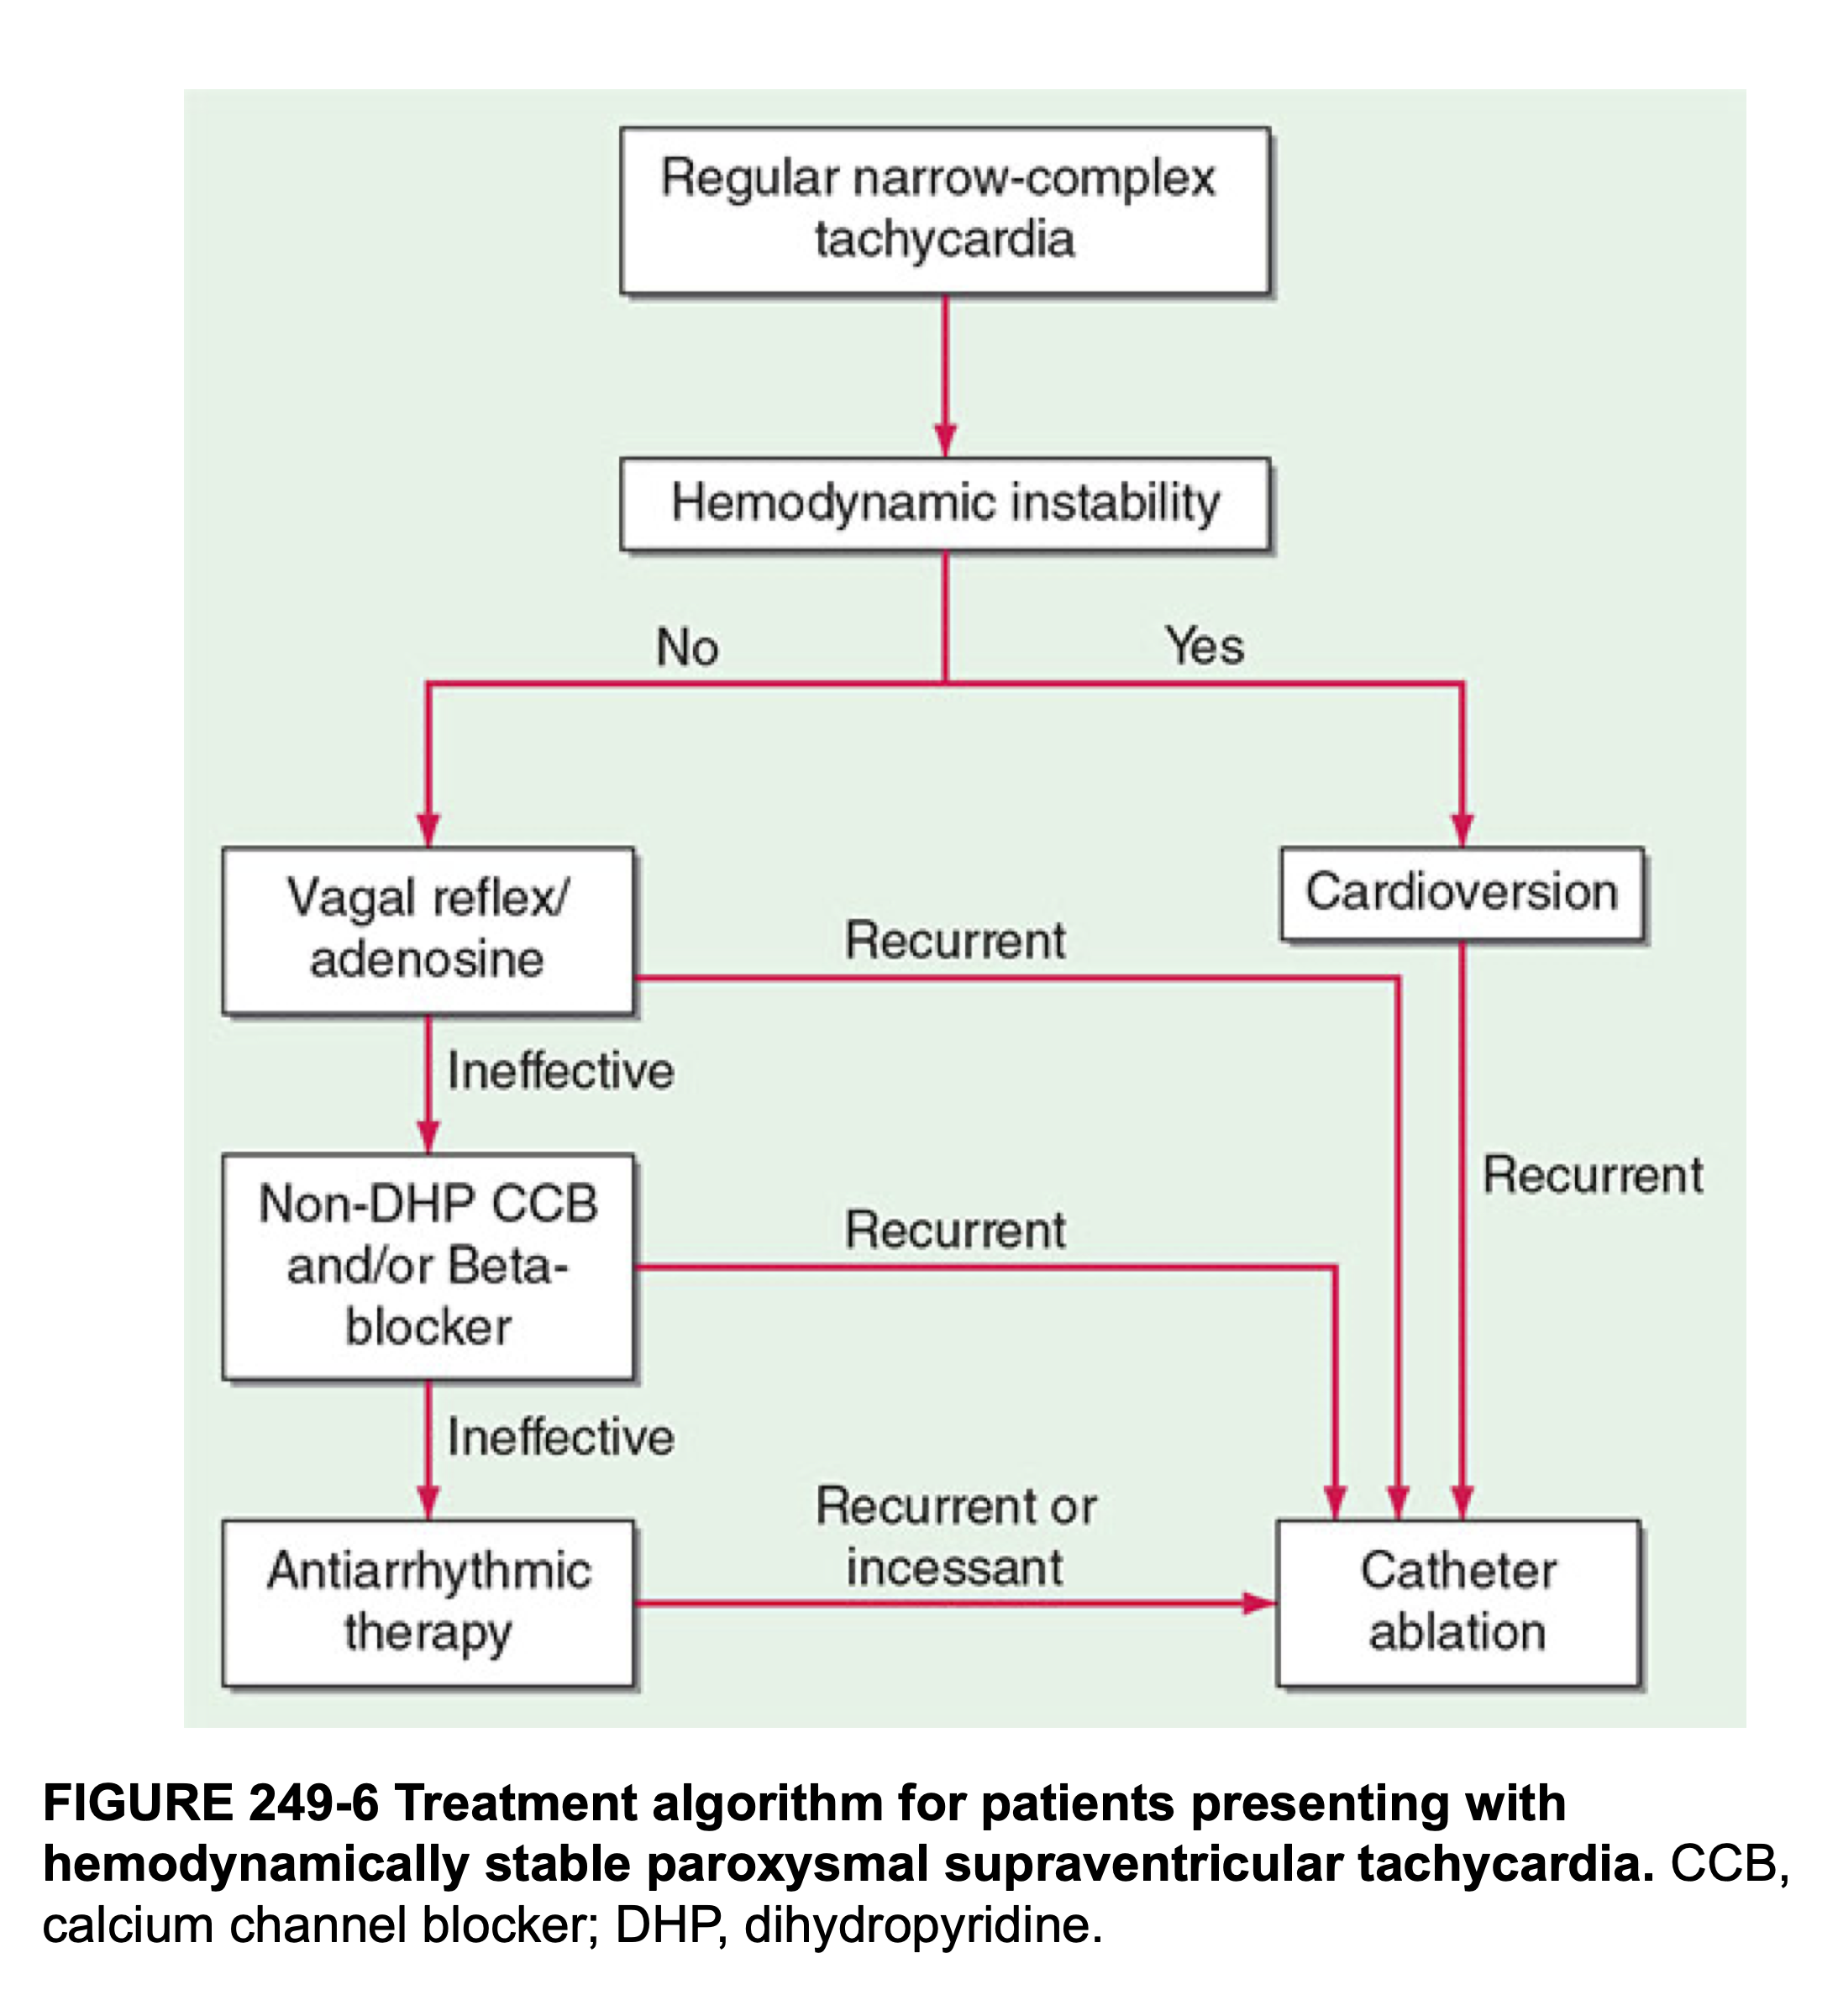 Regular narrow-complex
tachycardia
Hemodynamic instability
No
Yes
Vagal reflex/
adenosine
Cardioversion
Recurrent
Ineffective
Recurrent
Non-DHP CCB
and/or Beta-
blocker
Recurrent
Ineffective
Recurrent or
incessant
Antiarrhythmic
therapy
Catheter
ablation
FIGURE 249-6 Treatment algorithm for patients presenting with
hemodynamically stable paroxysmal supraventricular tachycardia. CCB,
calcium channel blocker; DHP, dihydropyridine.